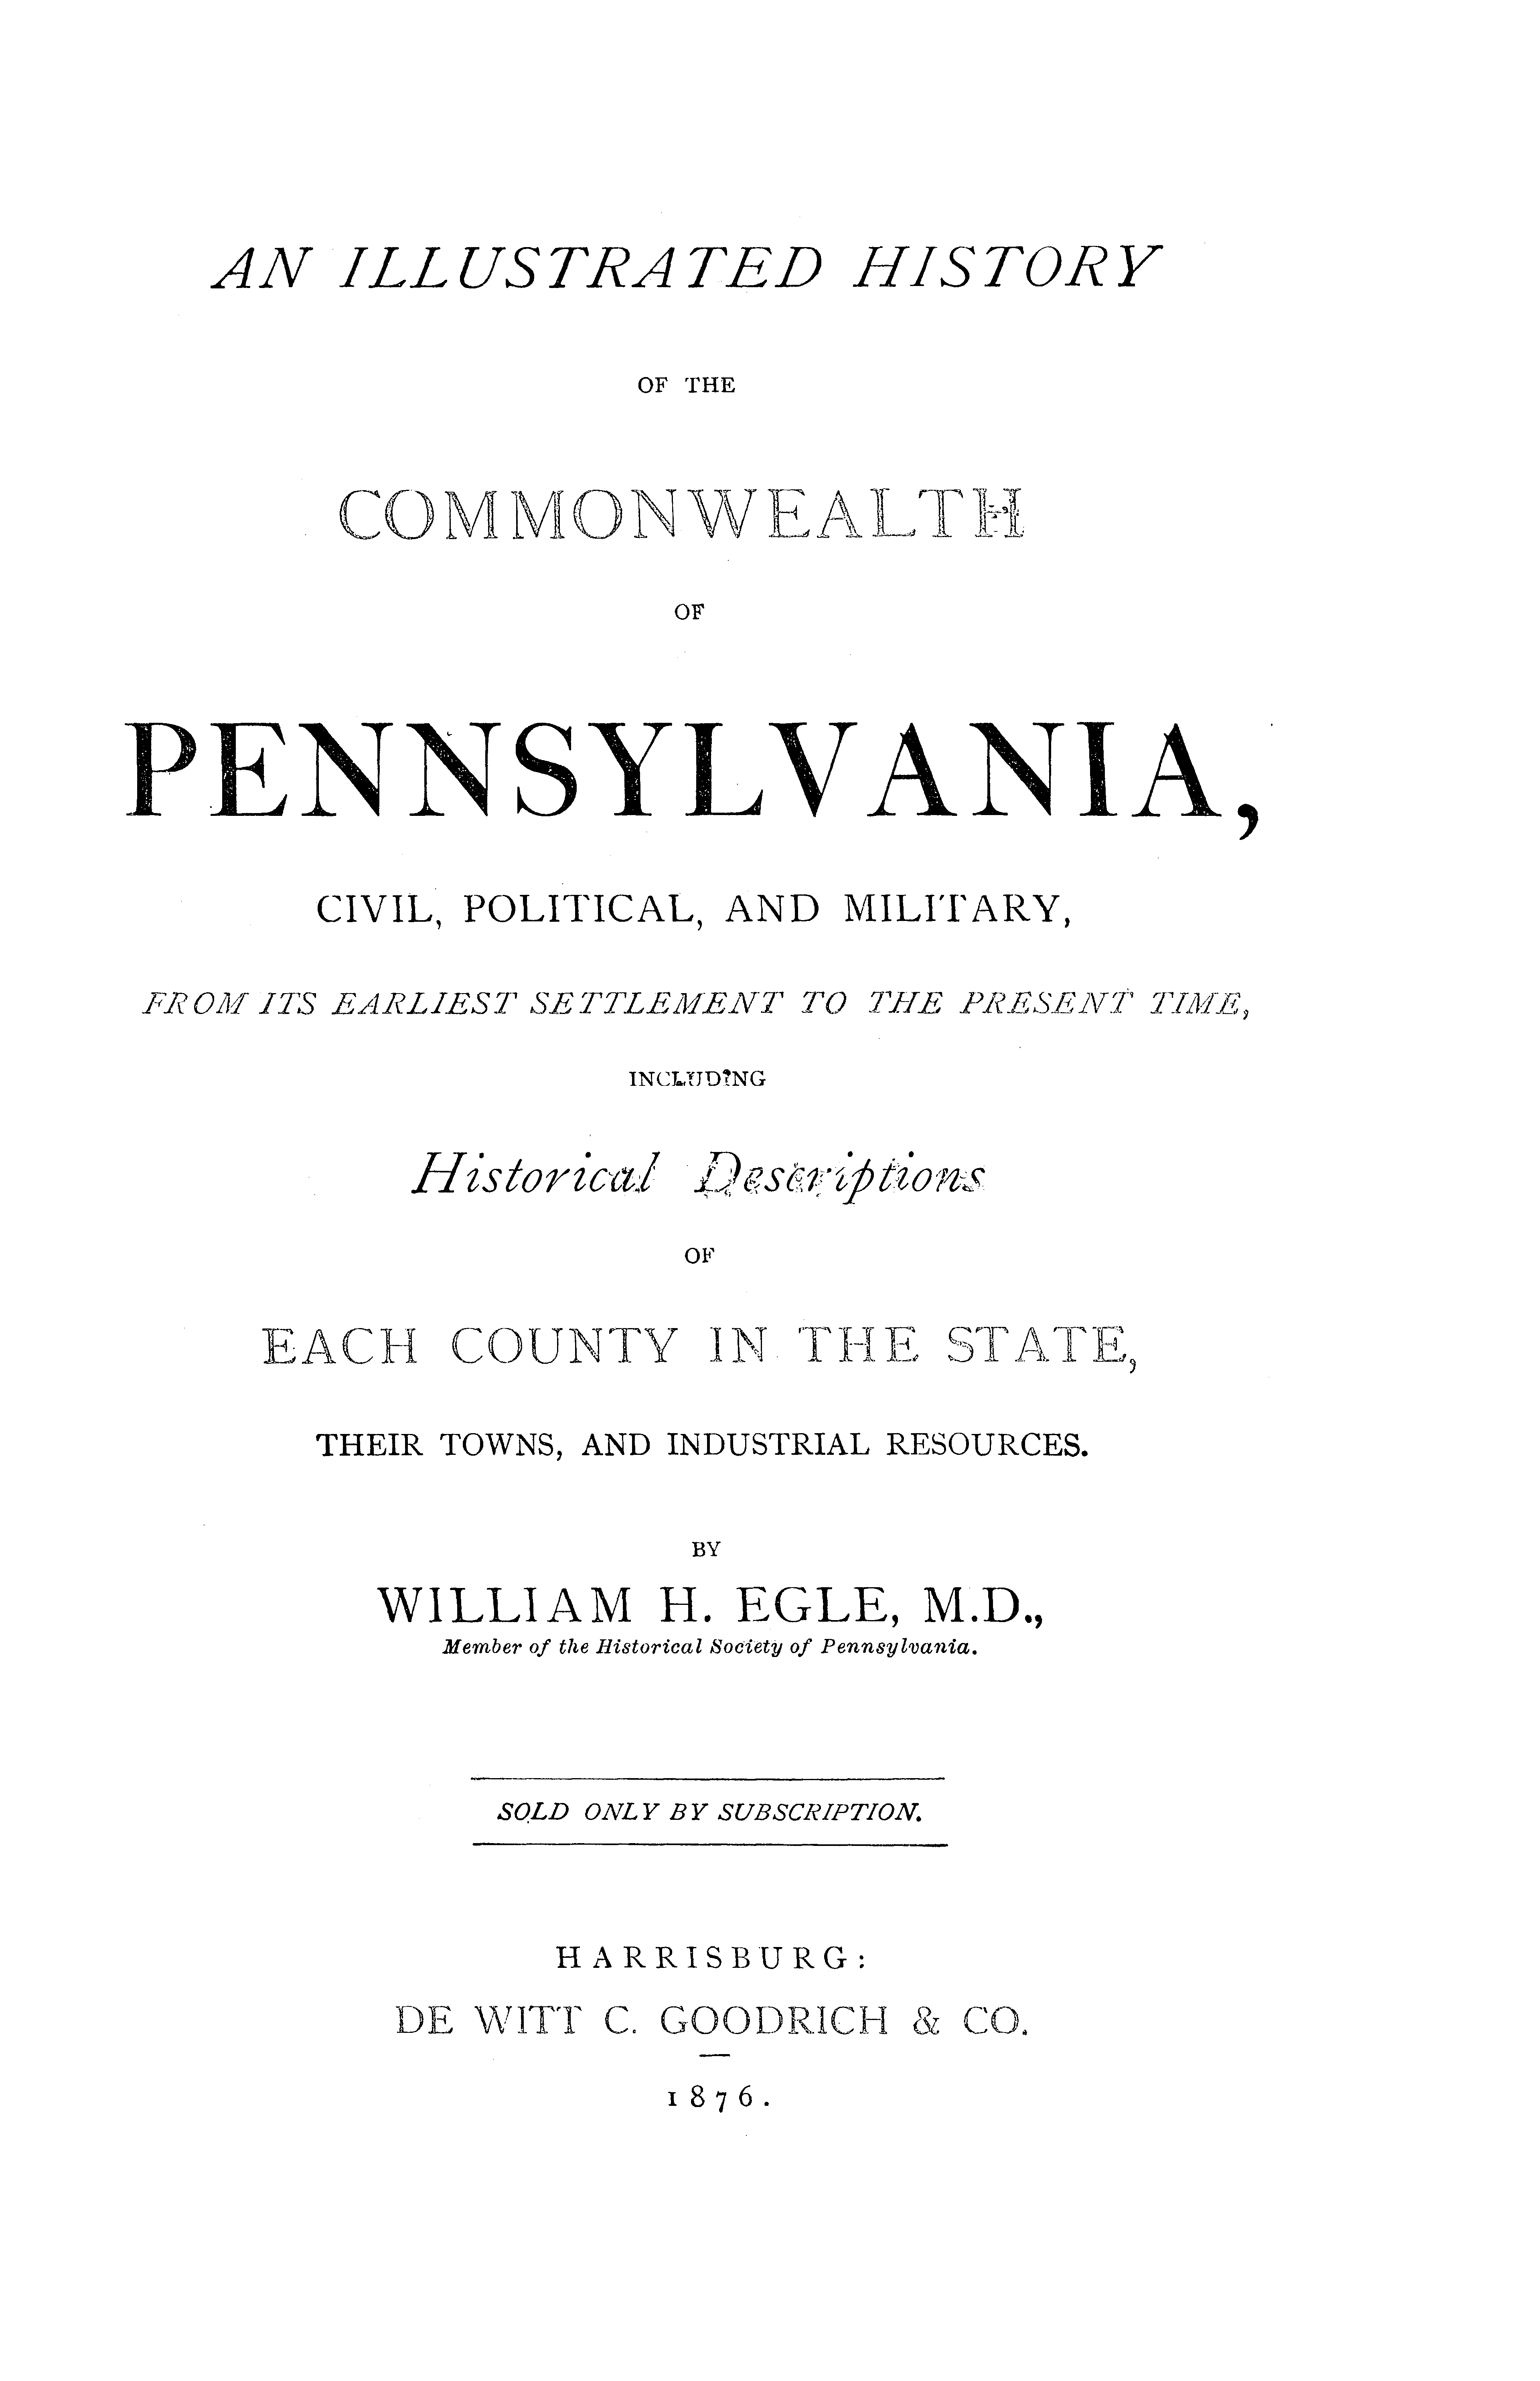 AN ILLUSTRATED HISTORY
OF THE
COMMONWEALTH
OF
PENNSYLVANIA,
CIVIL, POLITICAL, AND MILITARY,
FROM ITS EARLIEST SETTLEMENT TO THE PRESENT TIME,
INCLUDING
Historical Descriptions
OF
EACH COUNTY IN THE STATE,
THEIR TOWNS, AND INDUSTRIAL RESOURCES.
BY
WILLIAM H. EGLE, M.D.,
Member of the Historical Society of Pennsylvania.
SOLD ONLY BY SUBSCRIPTION.
HARRISBURG:
DE WITT C. GOODRICH & CO.
1876.